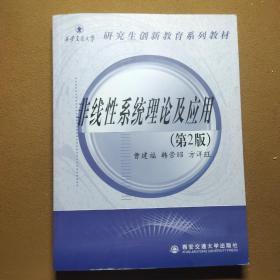 西安交通大学 研究生创新教育系列教材
非线性系统理论及应用
(第2版)
曹建福 韩崇昭 方洋旺
西安交通大学出版社